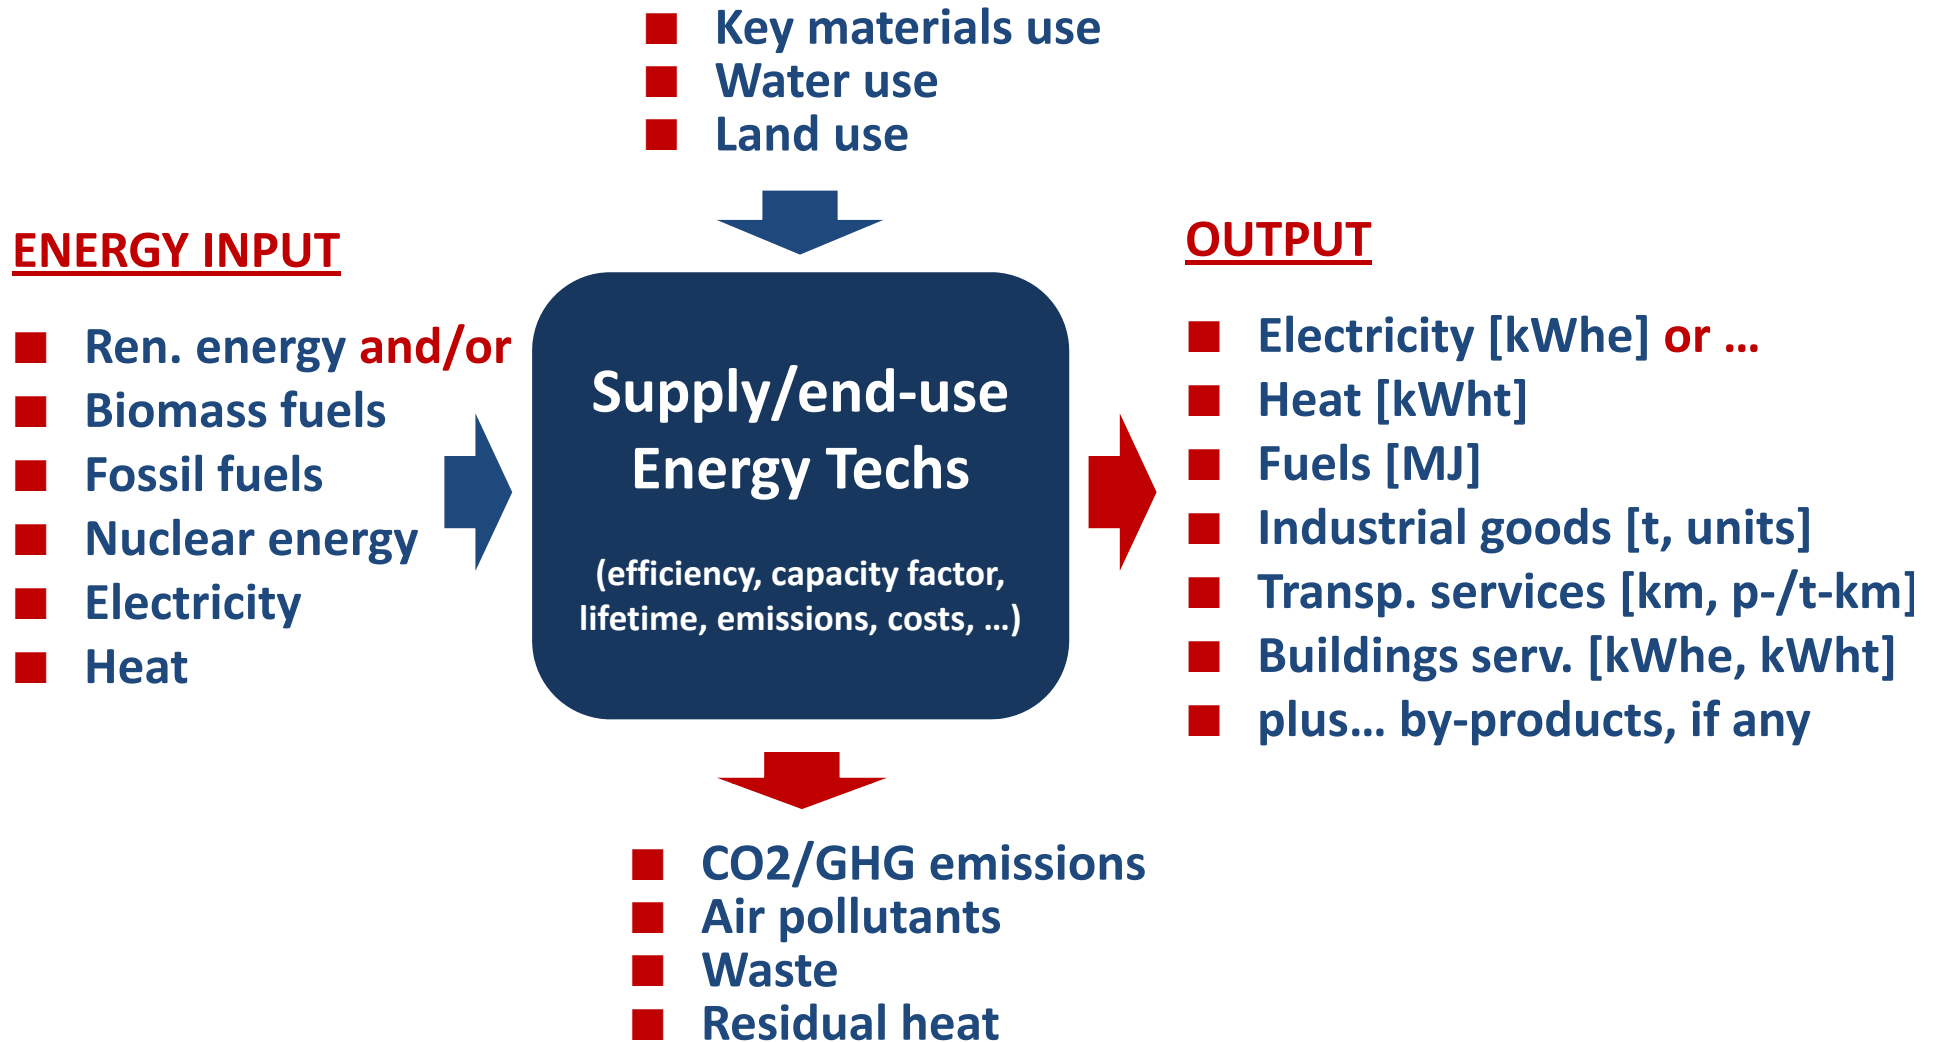 Key materials use
Water use
Land use
ENERGY INPUT
Ren. energy and/or
Biomass fuels
Fossil fuels
Nuclear energy
Electricity
Heat
Supply/end-use
Energy Techs
(efficiency, capacity factor,
lifetime, emissions, costs, …)
OUTPUT
Electricity [kWhe] or …
Heat [kWht]
Fuels [MJ]
Industrial goods [t, units]
Transp. services [km, p-/t-km]
Buildings serv. [kWhe, kWht]
plus… by-products, if any
CO2/GHG emissions
Air pollutants
Waste
Residual heat